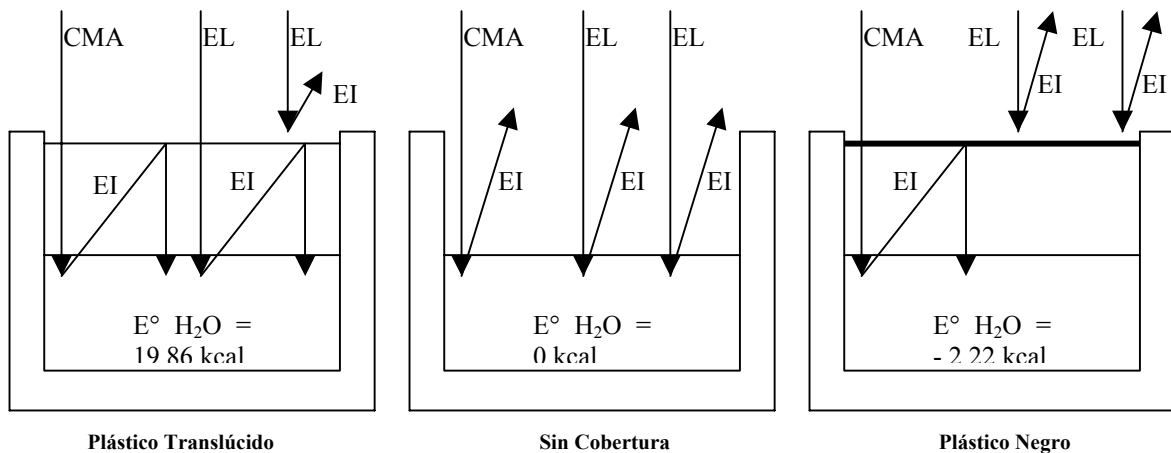 CMA EL EL
EI
EI EI
E° H₂O =
19.86 kcal
Plástico Translúcido
CMA EL EL
EI EI EI
E° H₂O =
0 kcal
Sin Cobertura
CMA EL EL
EI EI
EI
E° H₂O =
- 2.22 kcal
Plástico Negro